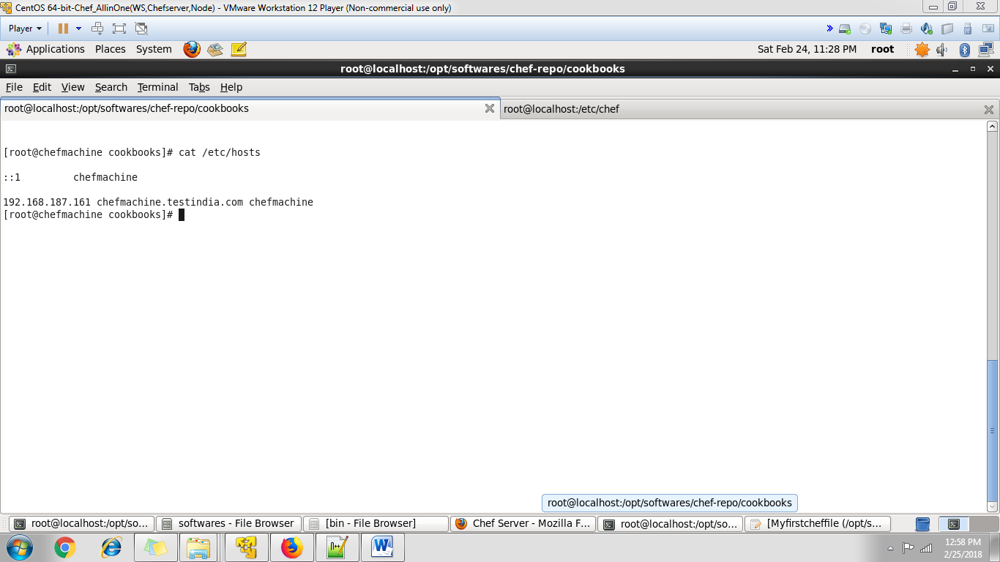 CentOS 64-bit-Chef_AllinOne(WS,Chefserver,Node) - VMware Workstation 12 Player (Non-commercial use only)
Player
Applications Places System
Sat Feb 24, 11:28 PM root
root@localhost:/opt/softwares/chef-repo/cookbooks
File Edit View Search Terminal Tabs Help
root@localhost:/opt/softwares/chef-repo/cookbooks root@localhost:/etc/chef
[root@chefmachine cookbooks]# cat /etc/hosts
::1 chefmachine
192.168.187.161 chefmachine.testindia.com chefmachine
[root@chefmachine cookbooks]#
root@localhost:/opt/softwares/chef-repo/cookbooks
root@localhost:/opt/so... softwares - File Browser [bin - File Browser] Chef Server - Mozilla F... root@localhost:/opt/so... [Myfirstcheffile (/opt/s...
12:58 PM
2/25/2018